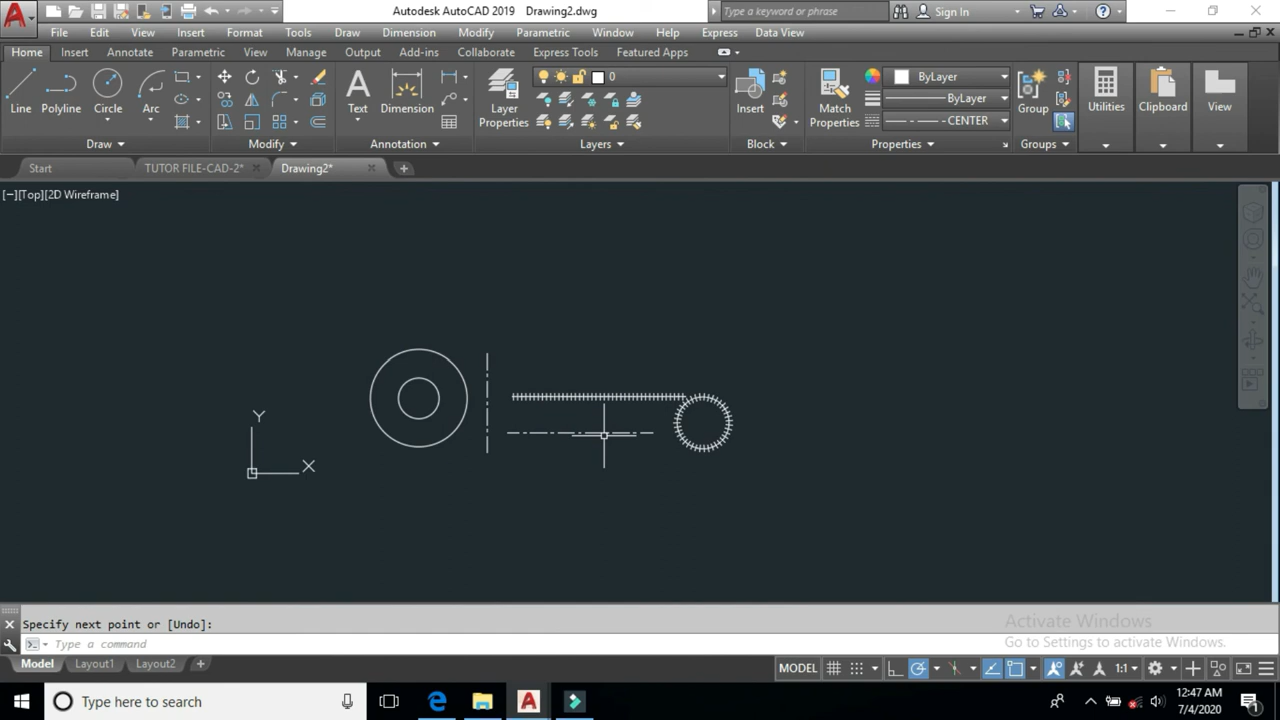 Autodesk AutoCAD 2019 Drawing2.dwg
Type a keyword or phrase
Sign In
File Edit View Insert Format Tools Draw Dimension Modify Parametric Window Help Express Data View
Home Insert Annotate Parametric View Manage Output Add-ins Collaborate Express Tools Featured Apps
0
ByLayer
ByLayer
CENTER
Line Polyline Circle Arc
Text Dimension
Layer Properties
Insert
Match Properties
Group
Utilities Clipboard View
Draw Modify Annotation Layers Block Properties Groups
Start TUTOR FILE-CAD-2* Drawing2*
[−][Top][2D Wireframe]
Y
X
Specify next point or [Undo]:
Type a command
Activate Windows
Go to Settings to activate Windows.
Model Layout1 Layout2
MODEL 1:1
Type here to search
12:47 AM
7/4/2020
1